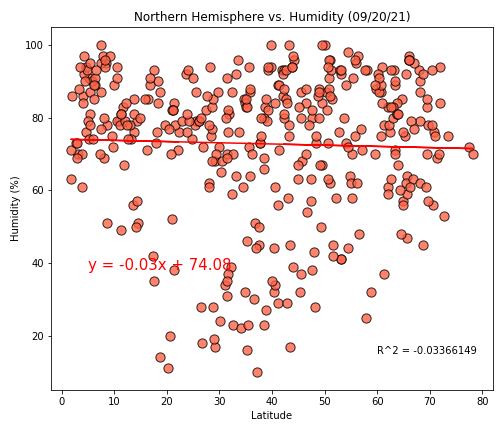 Northern Hemisphere vs. Humidity (09/20/21)
100
80
60
40
20
Humidity (%)
y = -0.03x + 74.08
R^2 = -0.03366149
0 10 20 30 40 50 60 70 80
Latitude